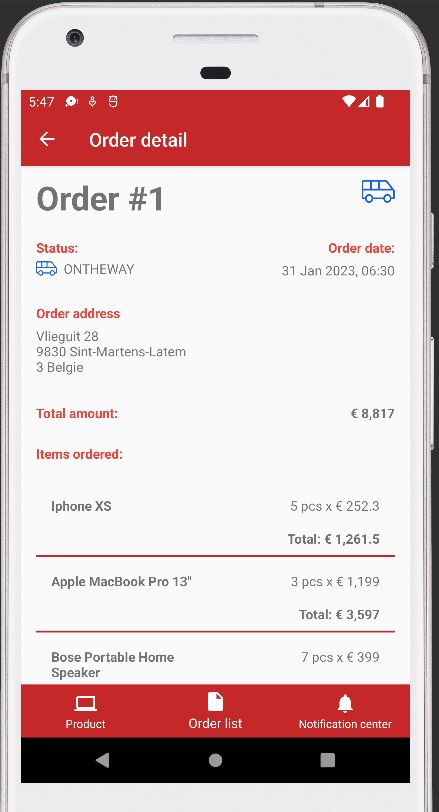 5:47
Order detail
Order #1
Status: Order date:
ONTHEWAY 31 Jan 2023, 06:30
Order address
Vlieguit 28
9830 Sint-Martens-Latem
3 Belgie
Total amount: € 8,817
Items ordered:
Iphone XS 5 pcs x € 252.3
Total: € 1,261.5
Apple MacBook Pro 13" 3 pcs x € 1,199
Total: € 3,597
Bose Portable Home 7 pcs x € 399
Speaker
Product Order list Notification center